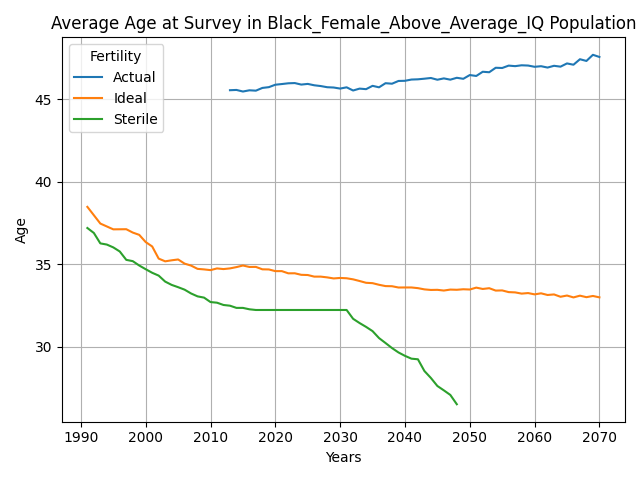 Average Age at Survey in Black_Female_Above_Average_IQ Population
Fertility
Actual
Ideal
Sterile
Age
45
40
35
30
1990 2000 2010 2020 2030 2040 2050 2060 2070
Years